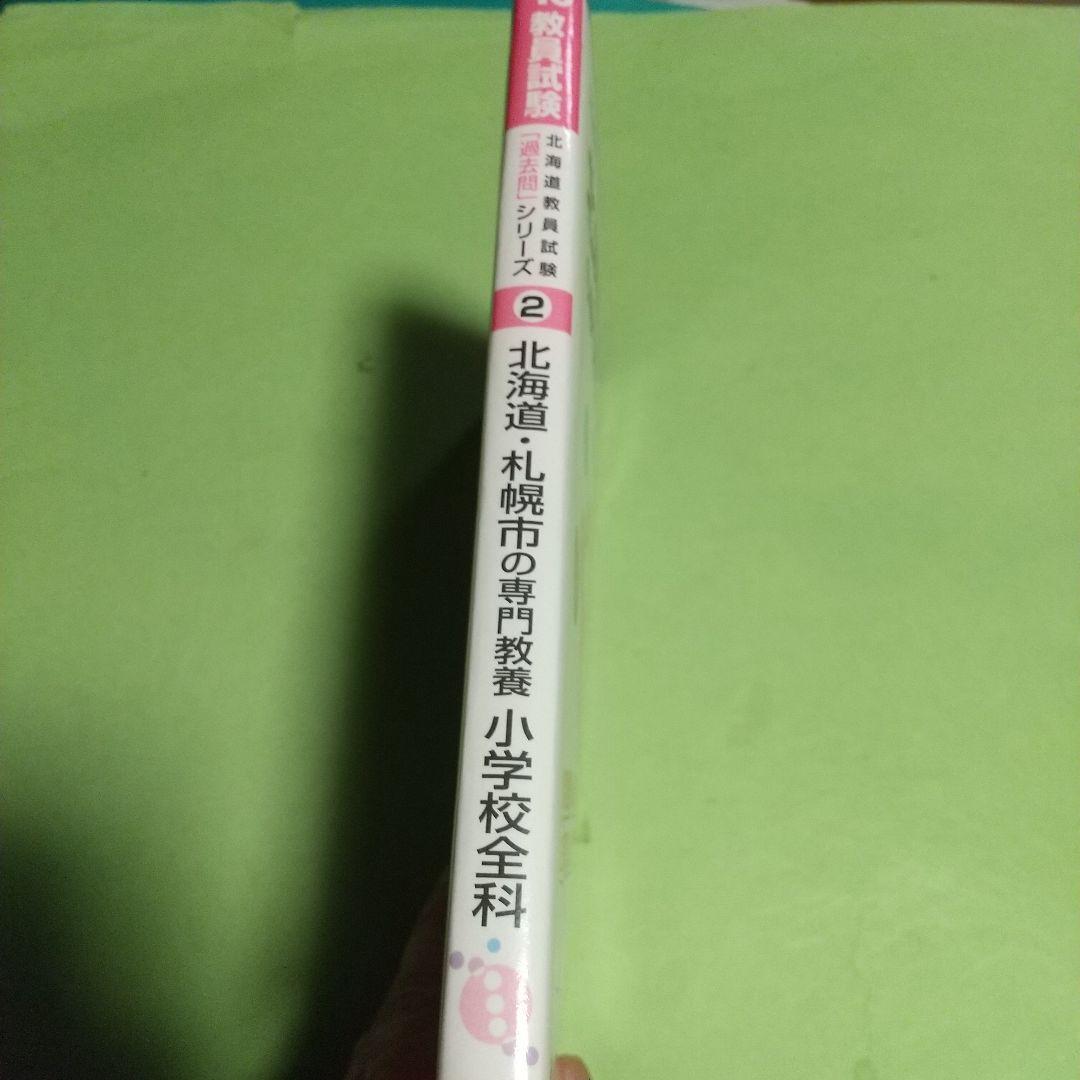 教員試験
北海道教員試験
「過去問」シリーズ
2
北海道・札幌市の専門教養 小学校全科